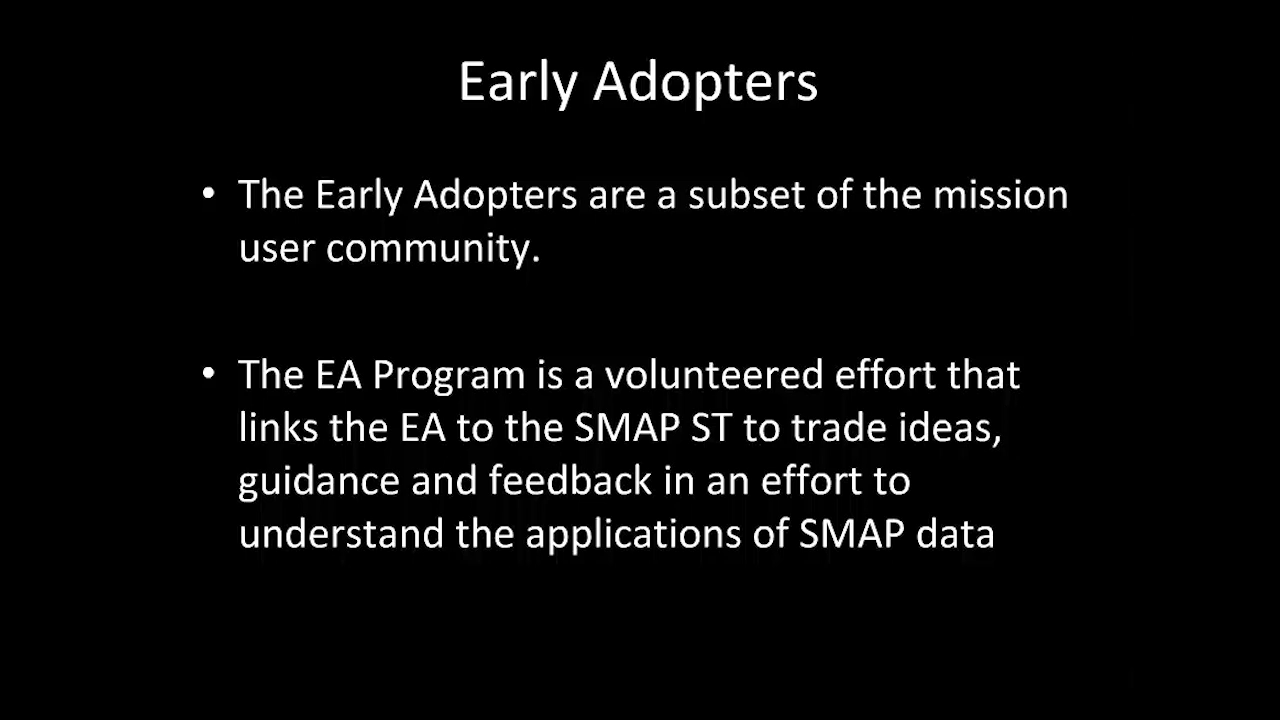 Early Adopters
• The Early Adopters are a subset of the mission
user community.
• The EA Program is a volunteered effort that
links the EA to the SMAP ST to trade ideas,
guidance and feedback in an effort to
understand the applications of SMAP data